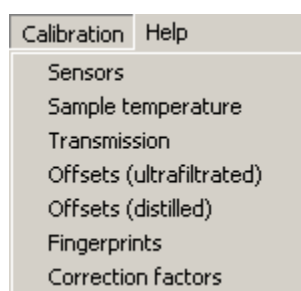 Calibration Help
Sensors
Sample temperature
Transmission
Offsets (ultrafiltrated)
Offsets (distilled)
Fingerprints
Correction factors